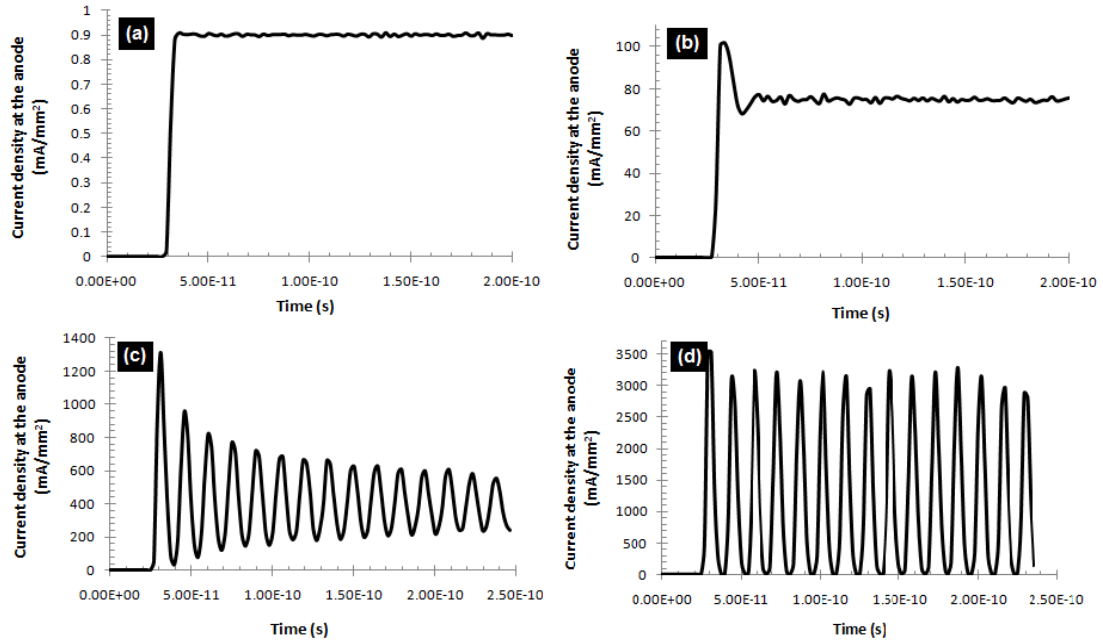 (a)
Current density at the anode
(mA/mm²)
1
0.9
0.8
0.7
0.6
0.5
0.4
0.3
0.2
0.1
0
0.00E+00 5.00E-11 1.00E-10 1.50E-10 2.00E-10
Time (s)
(b)
Current density at the anode
(mA/mm²)
100
80
60
40
20
0
0.00E+00 5.00E-11 1.00E-10 1.50E-10 2.00E-10
Time (s)
(c)
Current density at the anode
(mA/mm²)
1400
1200
1000
800
600
400
200
0
0.00E+00 5.00E-11 1.00E-10 1.50E-10 2.00E-10 2.50E-10
Time (s)
(d)
Current density at the anode
(mA/mm²)
3500
3000
2500
2000
1500
1000
500
0
0.00E+00 5.00E-11 1.00E-10 1.50E-10 2.00E-10 2.50E-10
Time (s)